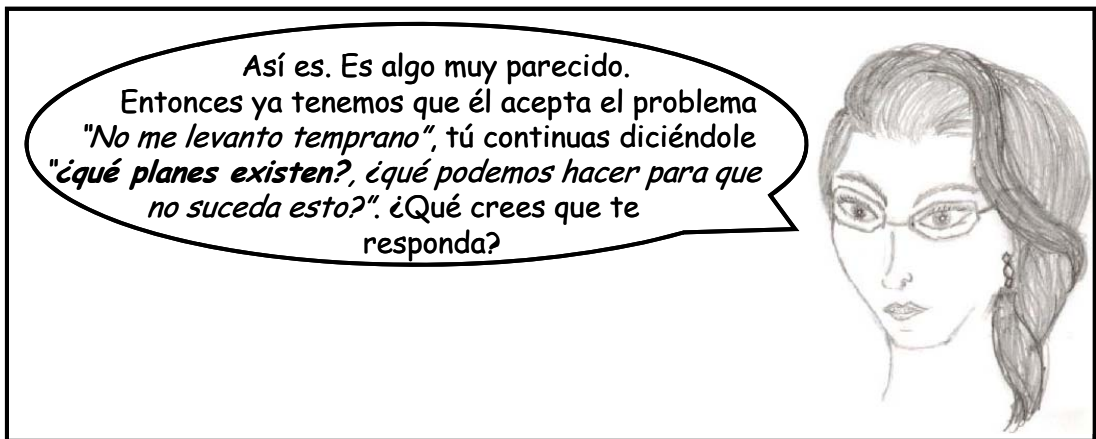 Así es. Es algo muy parecido.
Entonces ya tenemos que él acepta el problema
"No me levanto temprano", tú continuas diciéndole
"¿qué planes existen?, ¿qué podemos hacer para que
no suceda esto?". ¿Qué crees que te
responda?